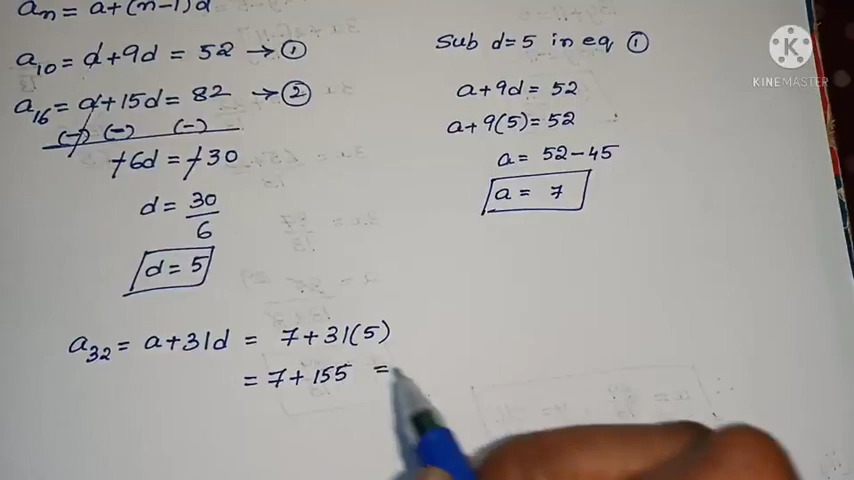 an = a+(n-1)d
a10 = a+9d = 52 → ①
a16 = a+15d = 82 → ②
(-) (-) (-)
-6d = -30
d = 30/6
d = 5
Sub d=5 in eq ①
a+9d = 52
a+9(5) = 52
a = 52-45
a = 7
a32 = a+31d = 7+31(5)
= 7+155 =
KINEMASTER